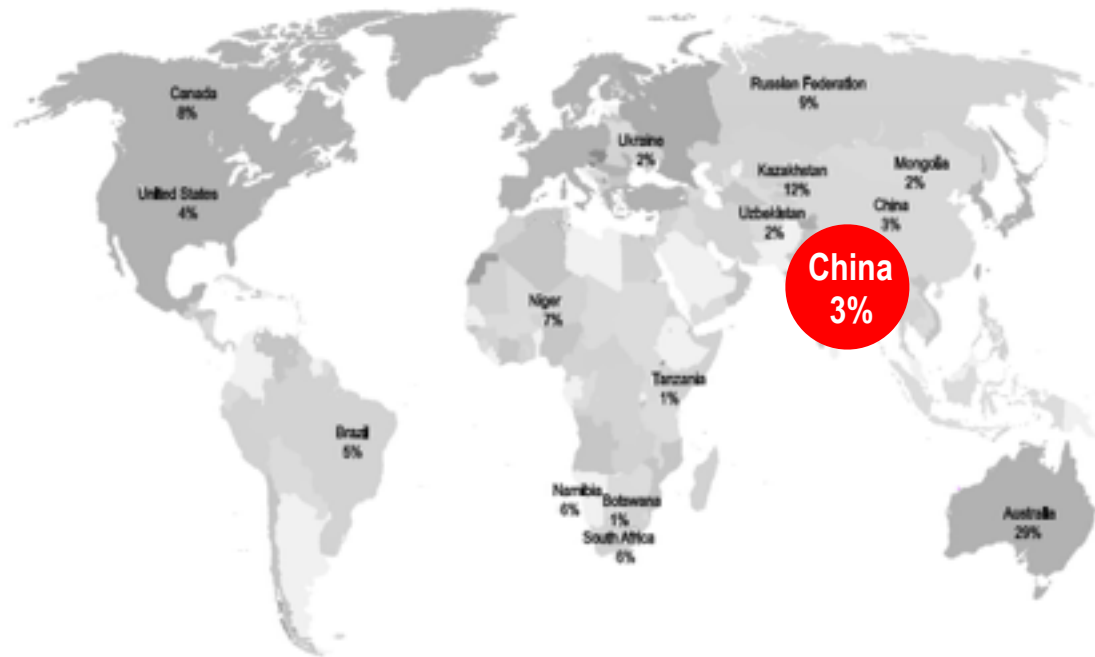 Canada
8%
United States
4%
Brazil
5%
Ukraine
2%
Niger
7%
Tanzania
1%
Namibia
6%
Botswana
1%
South Africa
6%
Russian Federation
9%
Kazakhstan
12%
Mongolia
2%
Uzbekistan
2%
China
3%
China
3%
Australia
29%